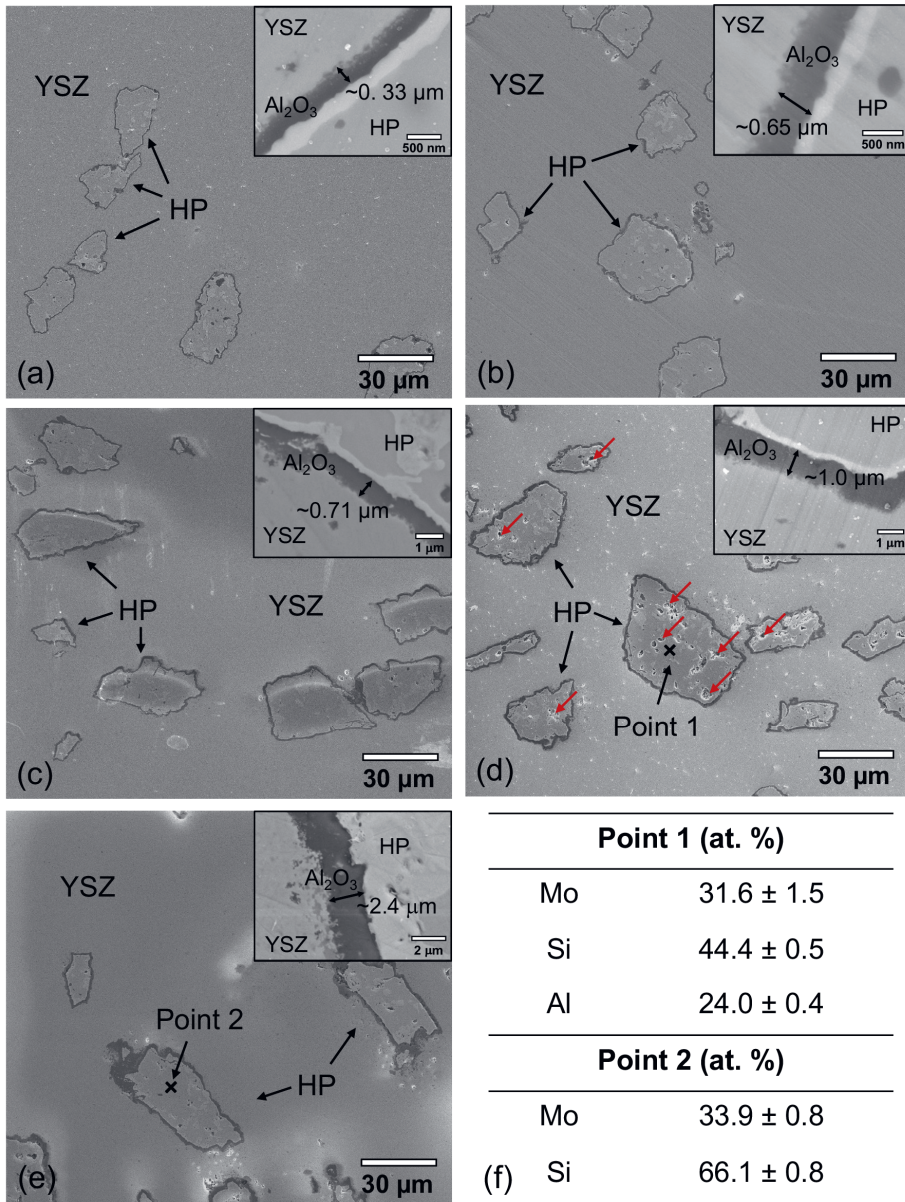 YSZ
HP
30 µm
(a)
YSZ
Al₂O₃
~0. 33 µm
HP
500 nm
YSZ
HP
30 µm
(b)
YSZ
Al₂O₃
~0.65 µm
HP
500 nm
HP
YSZ
30 µm
(c)
HP
Al₂O₃
~0.71 µm
YSZ
1 µm
YSZ
HP
Point 1
30 µm
(d)
HP
Al₂O₃
~1.0 µm
YSZ
1 µm
YSZ
Point 2
HP
30 µm
(e)
HP
Al₂O₃
~2.4 µm
YSZ
2 µm
Point 1 (at. %)
Mo 31.6 ± 1.5
Si 44.4 ± 0.5
Al 24.0 ± 0.4
Point 2 (at. %)
Mo 33.9 ± 0.8
Si 66.1 ± 0.8
(f)